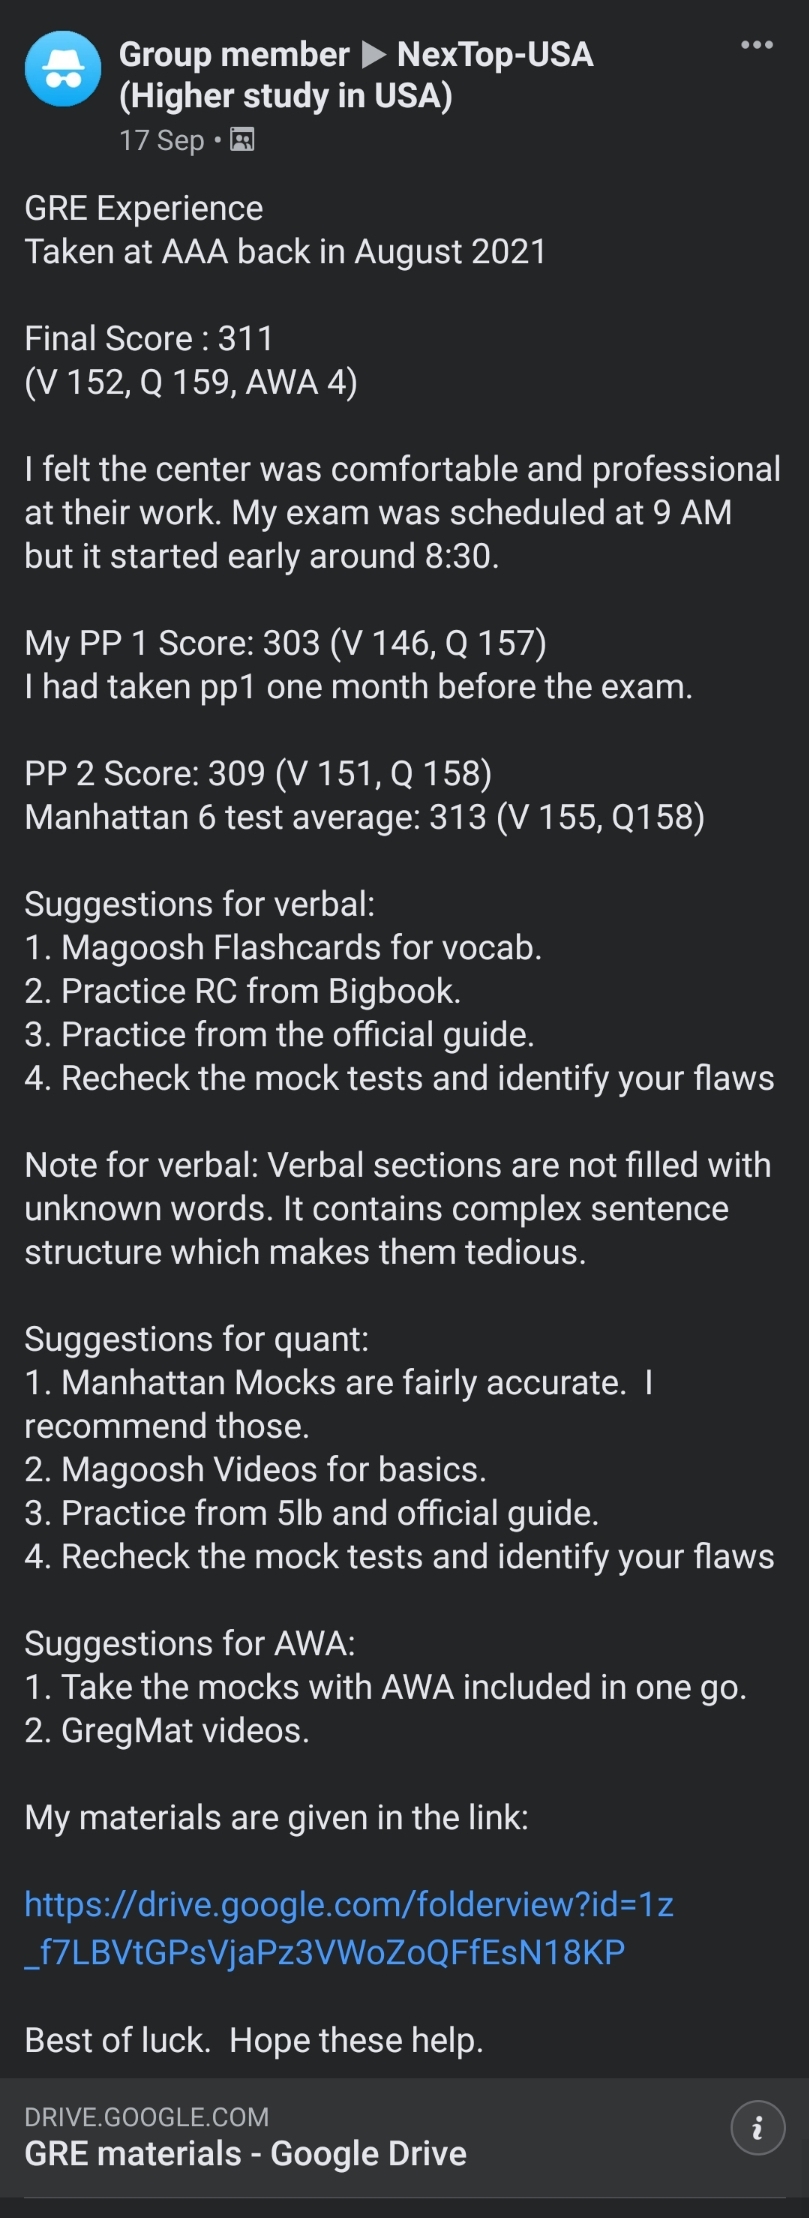 Group member ▶ NexTop-USA
(Higher study in USA)
17 Sep •
GRE Experience
Taken at AAA back in August 2021
Final Score : 311
(V 152, Q 159, AWA 4)
I felt the center was comfortable and professional
at their work. My exam was scheduled at 9 AM
but it started early around 8:30.
My PP 1 Score: 303 (V 146, Q 157)
I had taken pp1 one month before the exam.
PP 2 Score: 309 (V 151, Q 158)
Manhattan 6 test average: 313 (V 155, Q158)
Suggestions for verbal:
1. Magoosh Flashcards for vocab.
2. Practice RC from Bigbook.
3. Practice from the official guide.
4. Recheck the mock tests and identify your flaws
Note for verbal: Verbal sections are not filled with
unknown words. It contains complex sentence
structure which makes them tedious.
Suggestions for quant:
1. Manhattan Mocks are fairly accurate.  I
recommend those.
2. Magoosh Videos for basics.
3. Practice from 5lb and official guide.
4. Recheck the mock tests and identify your flaws
Suggestions for AWA:
1. Take the mocks with AWA included in one go.
2. GregMat videos.
My materials are given in the link:
https://drive.google.com/folderview?id=1z
_f7LBVtGPsVjaPz3VWoZoQFfEsN18KP
Best of luck.  Hope these help.
DRIVE.GOOGLE.COM
GRE materials - Google Drive